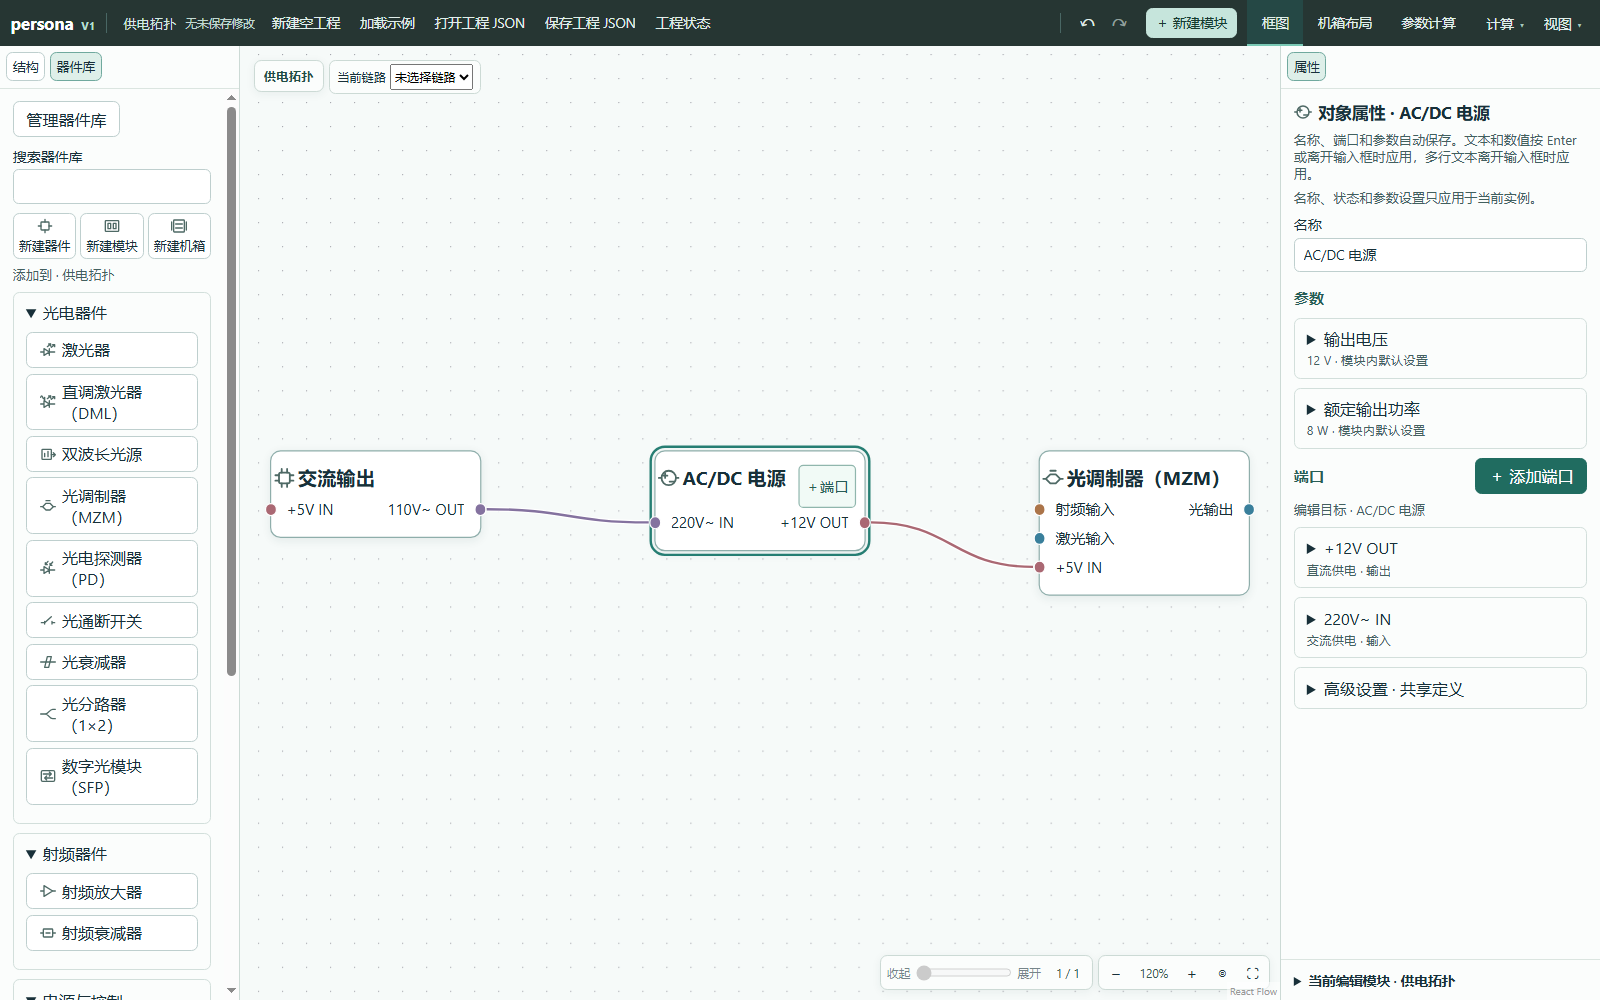 persona V1
供电拓扑 无未保存修改 新建空工程 加载示例 打开工程 JSON 保存工程 JSON 工程状态
+ 新建模块 框图 机箱布局 参数计算 计算 视图
结构 器件库
管理器件库
搜索器件库
新建器件 新建模块 新建机箱
添加到 · 供电拓扑
▼ 光电器件
激光器
直调激光器
（DML）
双波长光源
光调制器
（MZM）
光电探测器
（PD）
光通断开关
光衰减器
光分路器
（1×2）
数字光模块
（SFP）
▼ 射频器件
射频放大器
射频衰减器
供电拓扑 当前链路 未选择链路
交流输出
+5V IN 110V~ OUT
AC/DC 电源 + 端口
220V~ IN +12V OUT
光调制器（MZM）
射频输入 光输出
激光输入
+5V IN
收起 展开 1 / 1
− 120% +
React Flow
属性
对象属性 · AC/DC 电源
名称、端口和参数自动保存。文本和数值按 Enter
或离开输入框时应用，多行文本离开输入框时应
用。
名称、状态和参数设置只应用于当前实例。
名称
AC/DC 电源
参数
▶ 输出电压
12 V · 模块内默认设置
▶ 额定输出功率
8 W · 模块内默认设置
端口 + 添加端口
编辑目标 · AC/DC 电源
▶ +12V OUT
直流供电 · 输出
▶ 220V~ IN
交流供电 · 输入
▶ 高级设置 · 共享定义
▶ 当前编辑模块 · 供电拓扑